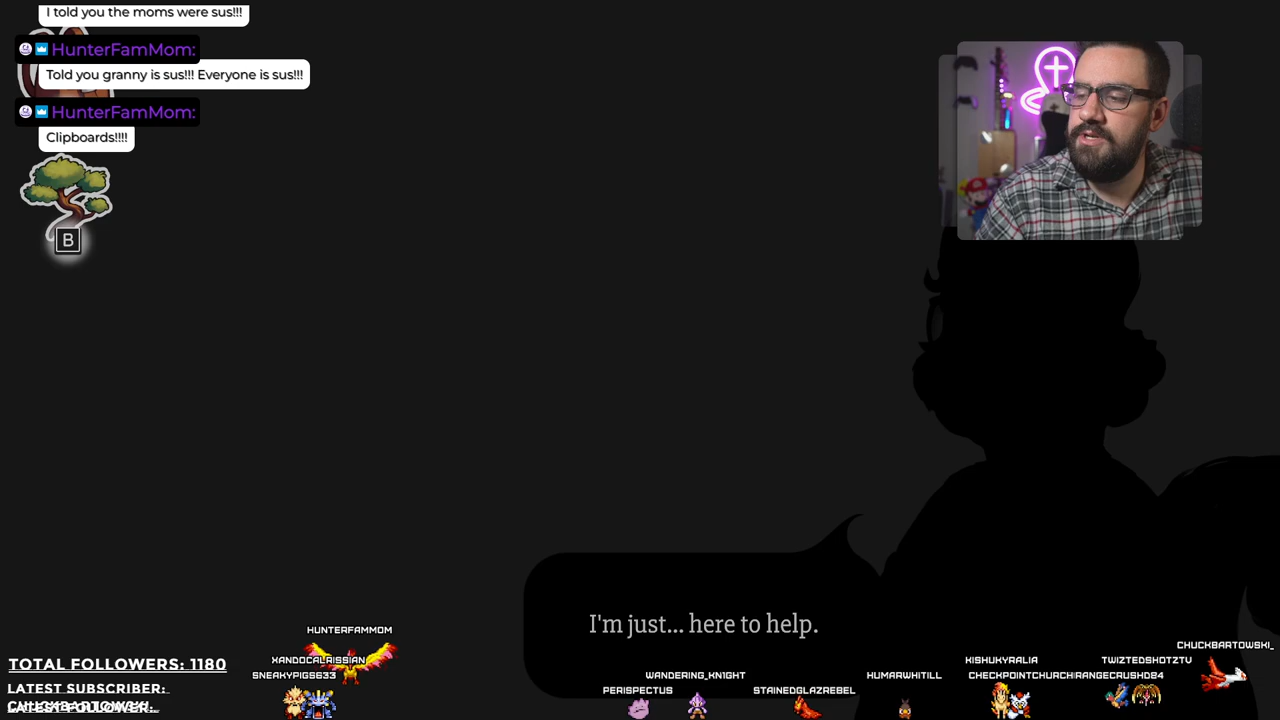 I told you the moms were sus!!!
HunterFamMom:
Told you granny is sus!!! Everyone is sus!!!
HunterFamMom:
Clipboards!!!!
B
I'm just... here to help.
TOTAL FOLLOWERS: 1180
LATEST SUBSCRIBER:
HUNTERFAMMOM
XANDOCALRISSIAN
SNEAKYPIGS633
WANDERING_KN1GHT
PERISPECTUS
STAINEDGLAZREBEL
HUMARWHITILL
KISHUKYRALIA
CHECKPOINTCHURCH
TWIZTEDSHOTZTV
CHUCKBARTOWSKI_